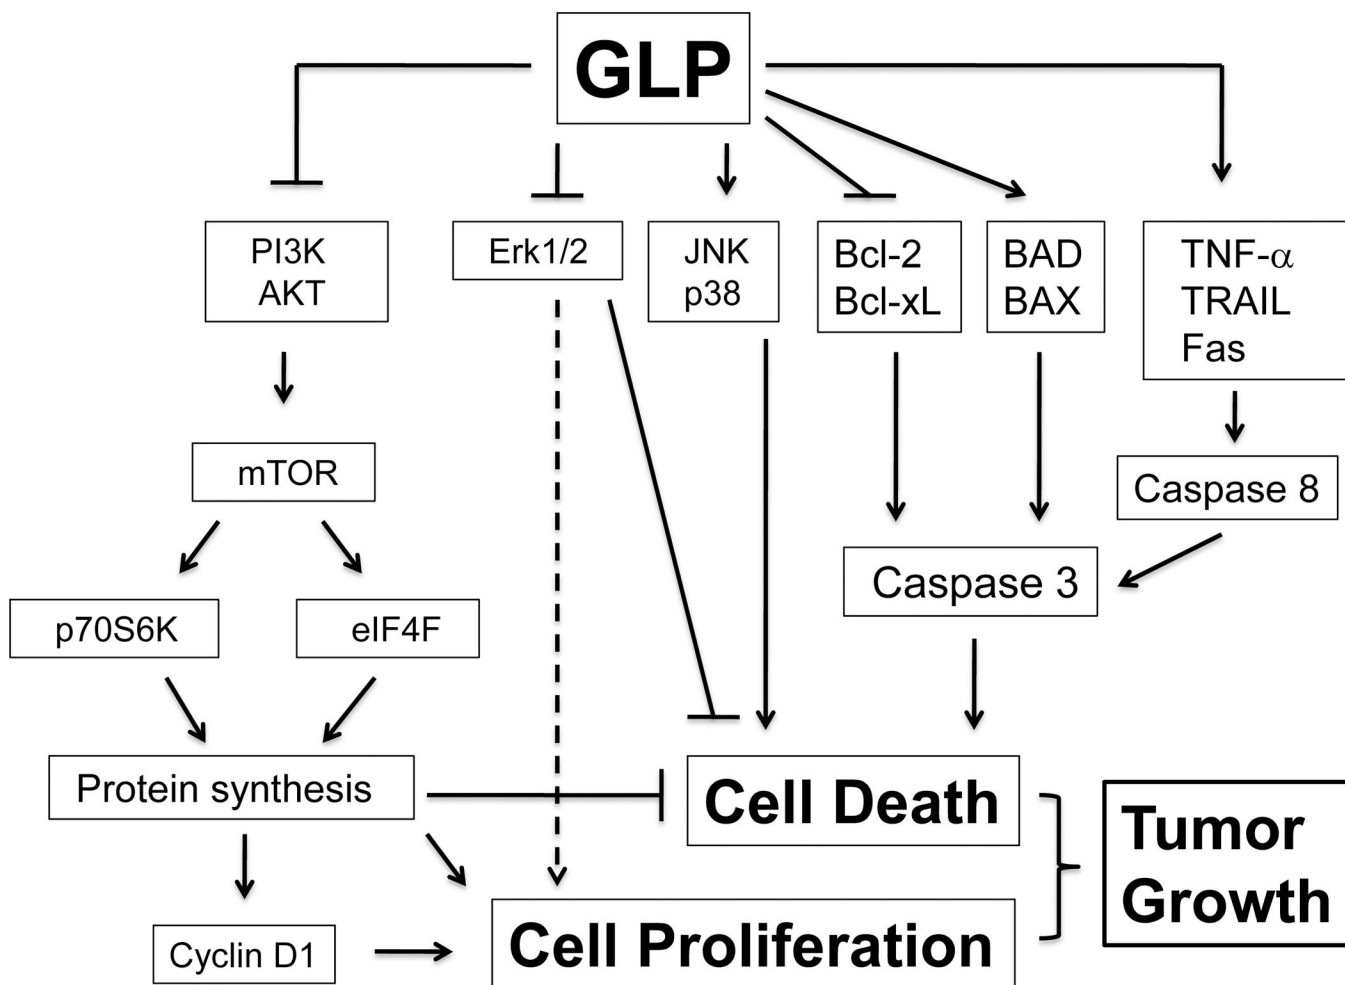 GLP
PI3K
AKT
Erk1/2
JNK
p38
Bcl-2
Bcl-xL
BAD
BAX
TNF-α
TRAIL
Fas
mTOR
Caspase 8
Caspase 3
p70S6K
eIF4F
Protein synthesis
Cell Death
Tumor
Growth
Cyclin D1
Cell Proliferation